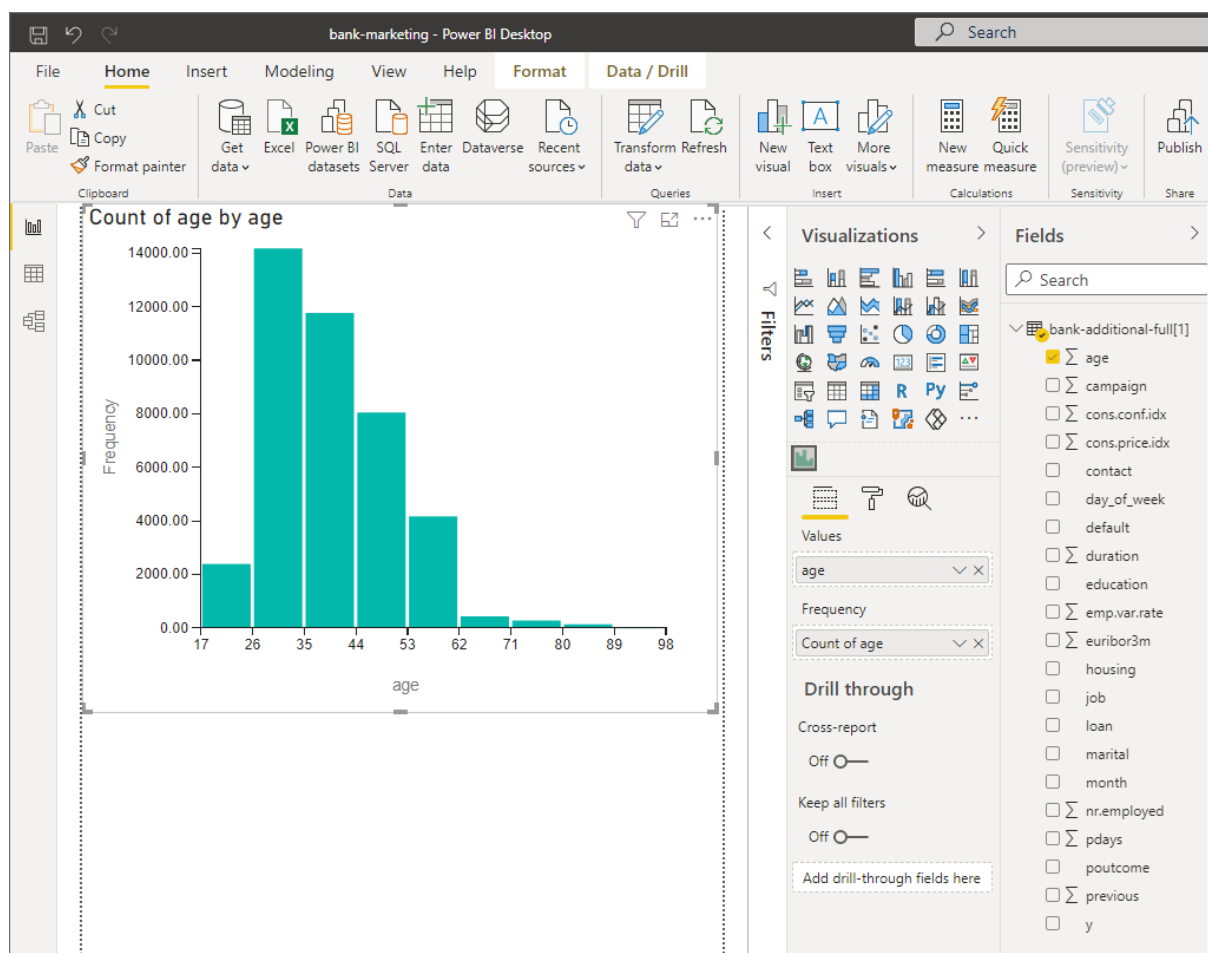 bank-marketing - Power BI Desktop
Search
File Home Insert Modeling View Help Format Data / Drill
Paste
Cut
Copy
Format painter
Clipboard
Get data
Excel
Power BI datasets
SQL Server
Enter data
Dataverse
Recent sources
Data
Transform data
Refresh
Queries
New visual
Text box
More visuals
Insert
New measure
Quick measure
Calculations
Sensitivity (preview)
Sensitivity
Publish
Share
Count of age by age
14000.00
12000.00
10000.00
8000.00
6000.00
4000.00
2000.00
0.00
Frequency
17 26 35 44 53 62 71 80 89 98
age
Filters
Visualizations
123
R
Py
Values
age
Frequency
Count of age
Drill through
Cross-report
Off
Keep all filters
Off
Add drill-through fields here
Fields
Search
bank-additional-full[1]
∑ age
∑ campaign
∑ cons.conf.idx
∑ cons.price.idx
contact
day_of_week
default
∑ duration
education
∑ emp.var.rate
∑ euribor3m
housing
job
loan
marital
month
∑ nr.employed
∑ pdays
poutcome
∑ previous
y